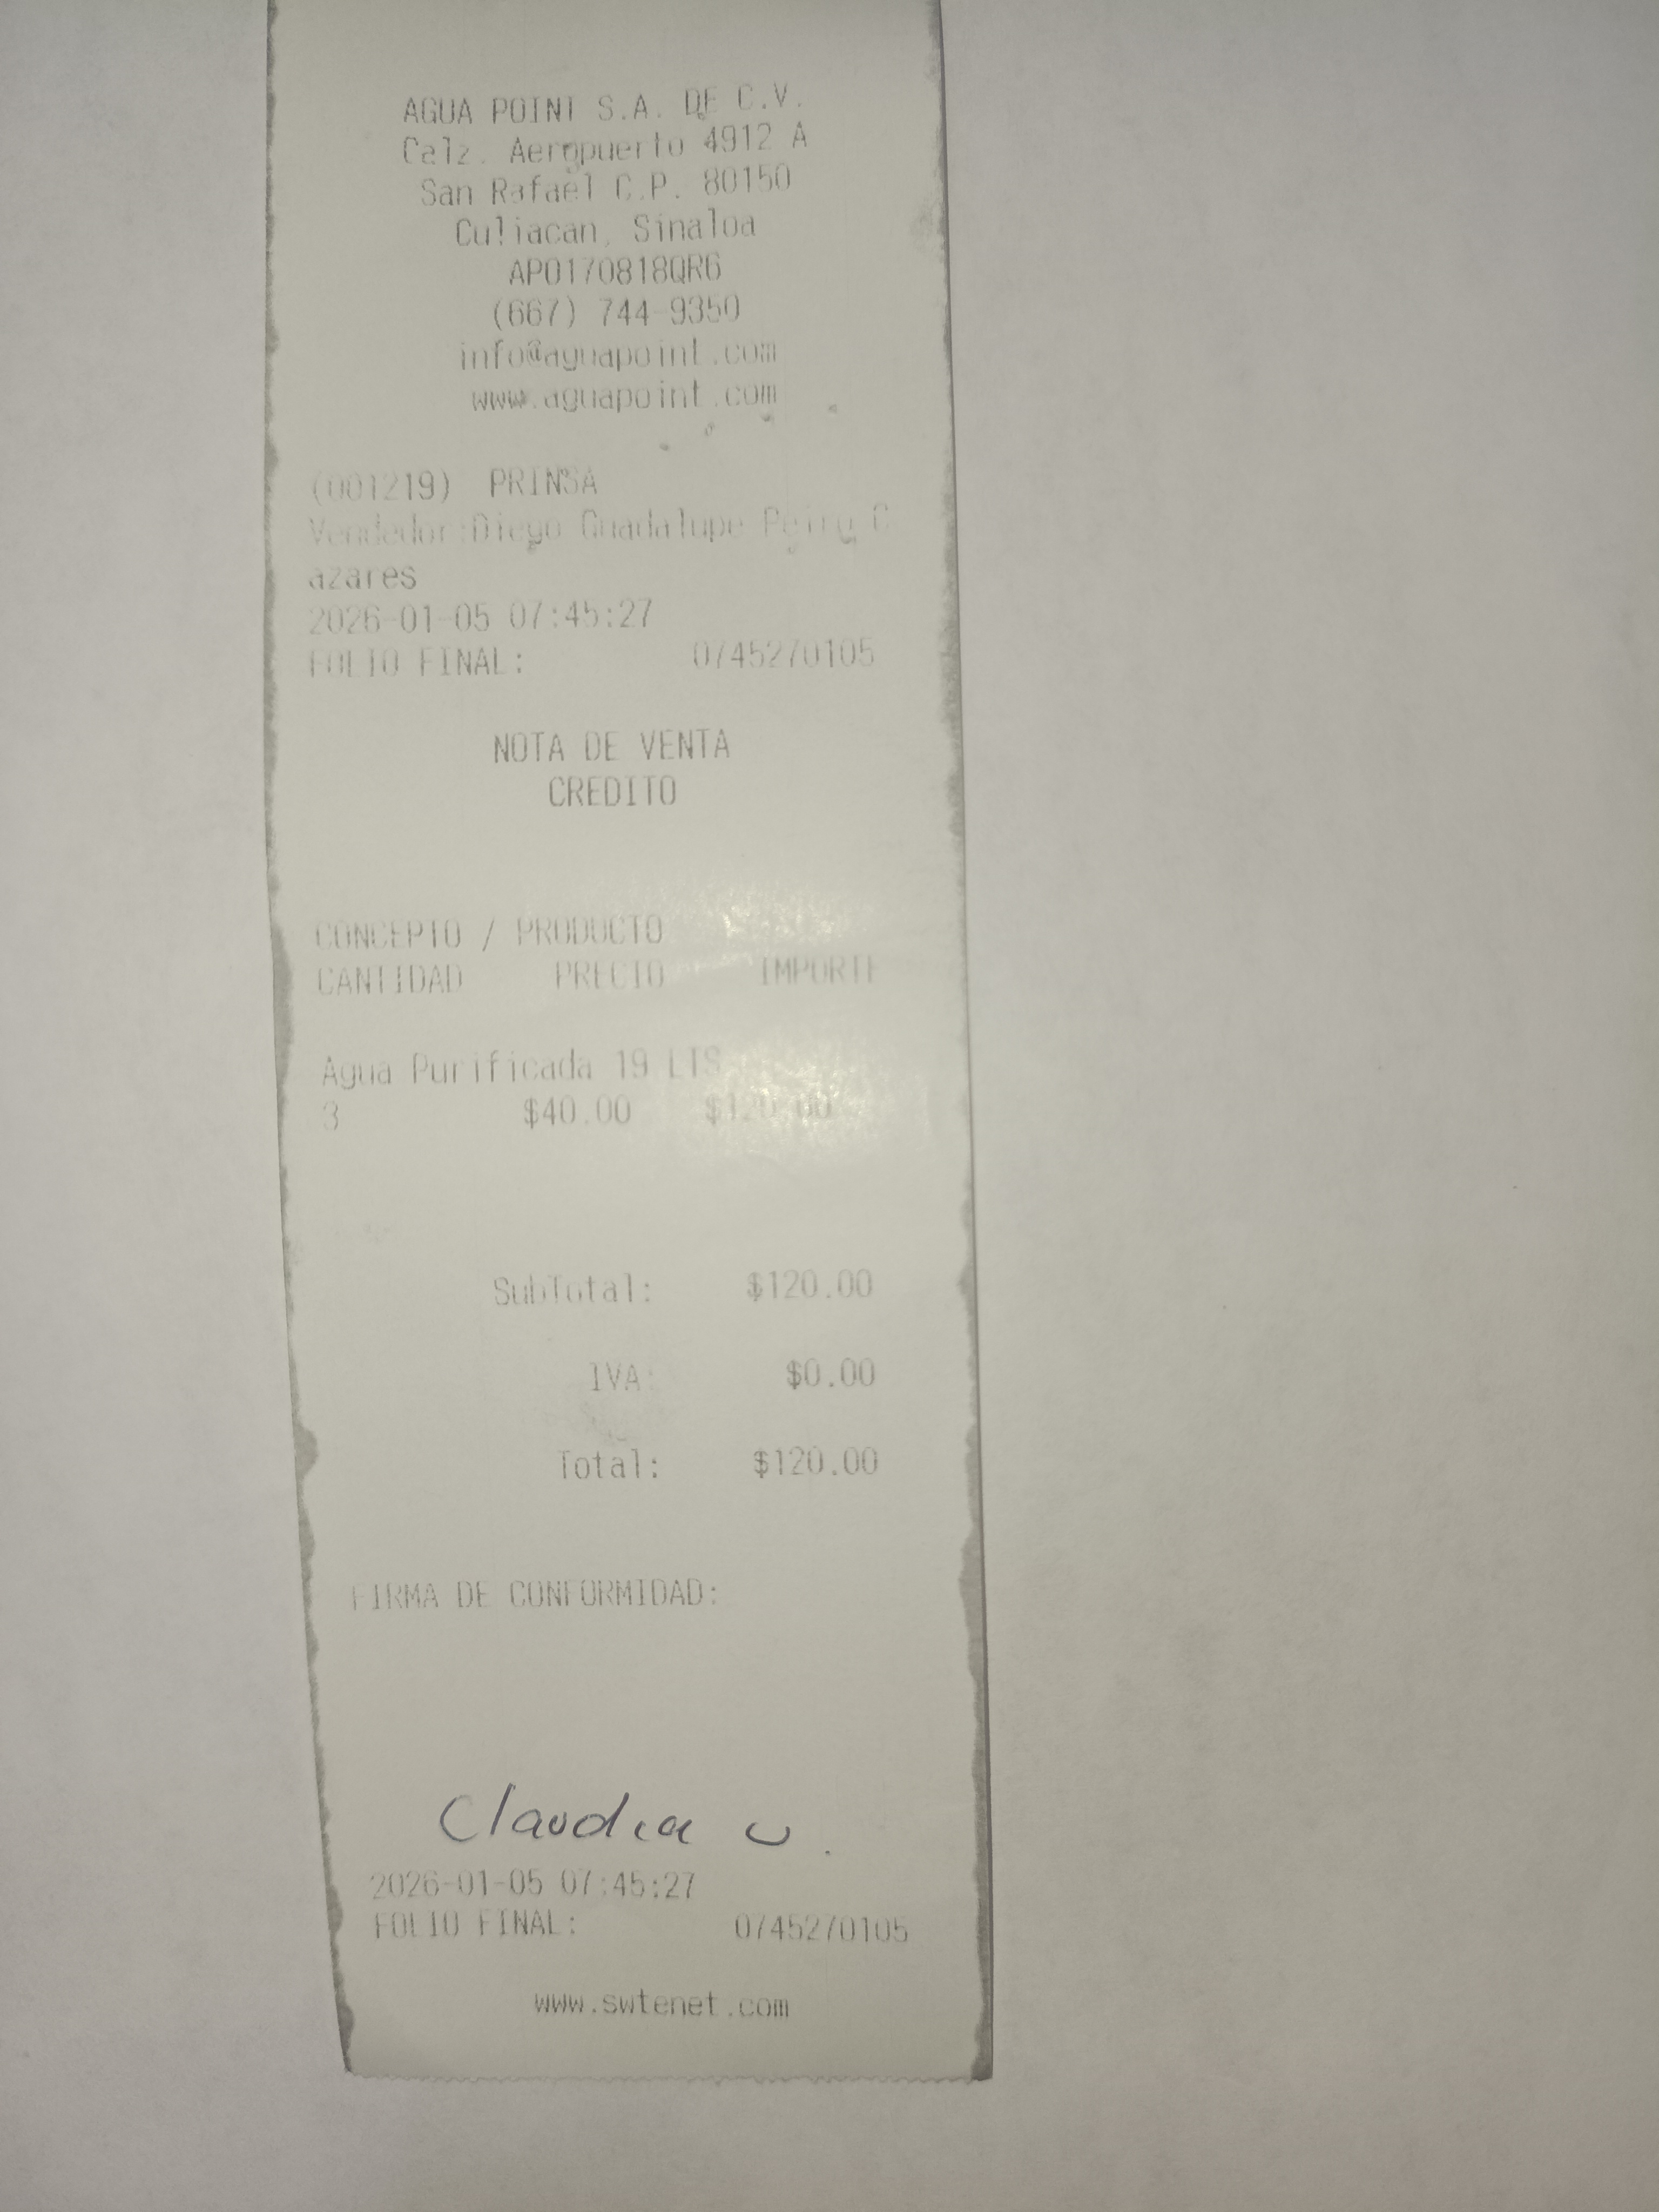 AGUA POINT S.A. DE C.V.
Calz. Aeropuerto 4912 A
San Rafael C.P. 80150
Culiacan, Sinaloa
APO170818QR6
(667) 744-9350
info@aguapoint.com
www.aguapoint.com
(001219) PRINSA
Vendedor:Diego Guadalupe C
azares
2026-01-05 07:45:27
FOLIO FINAL: 0745270105
NOTA DE VENTA
CREDITO
CONCEPTO / PRODUCTO
CANTIDAD PRECIO IMPORTE
Agua Purificada 19 LTS
3 $40.00 $120.00
SubTotal: $120.00
IVA: $0.00
Total: $120.00
FIRMA DE CONFORMIDAD:
Claudia U.
2026-01-05 07:45:27
FOLIO FINAL: 0745270105
www.swtenet.com